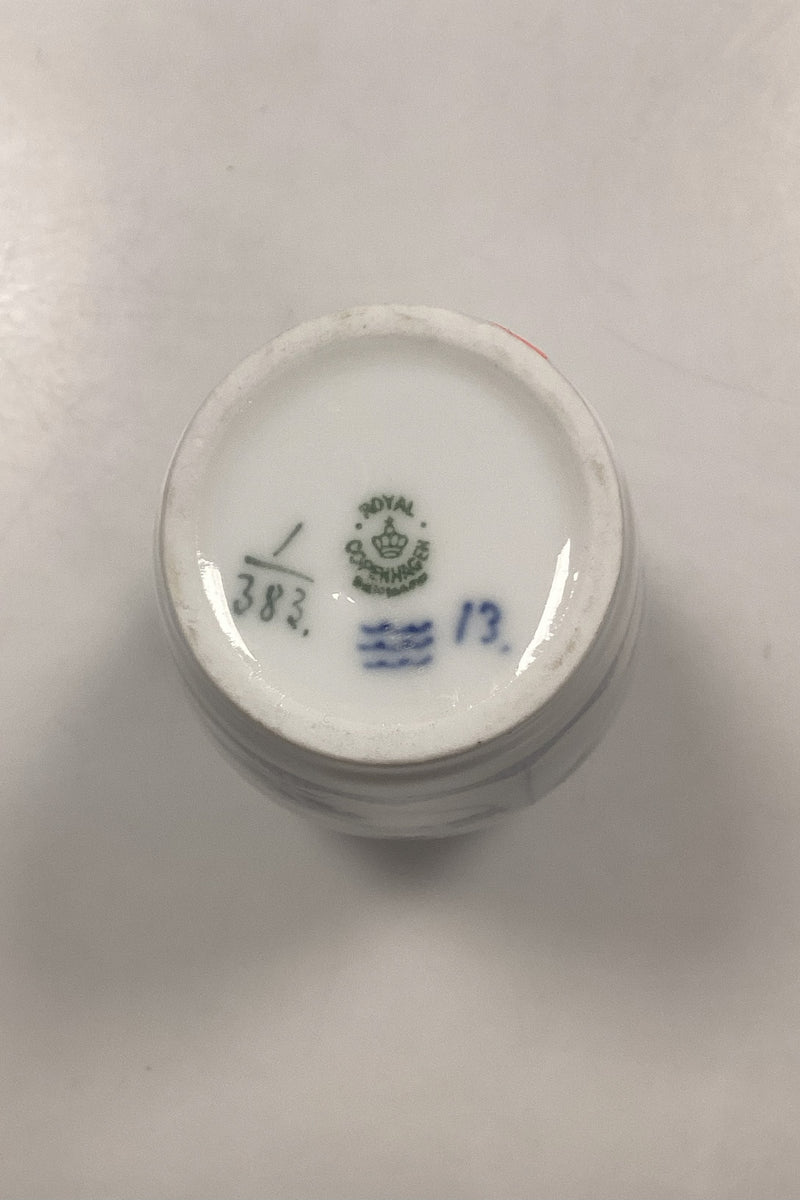 ROYAL
COPENHAGEN
DENMARK
1
383.
13.